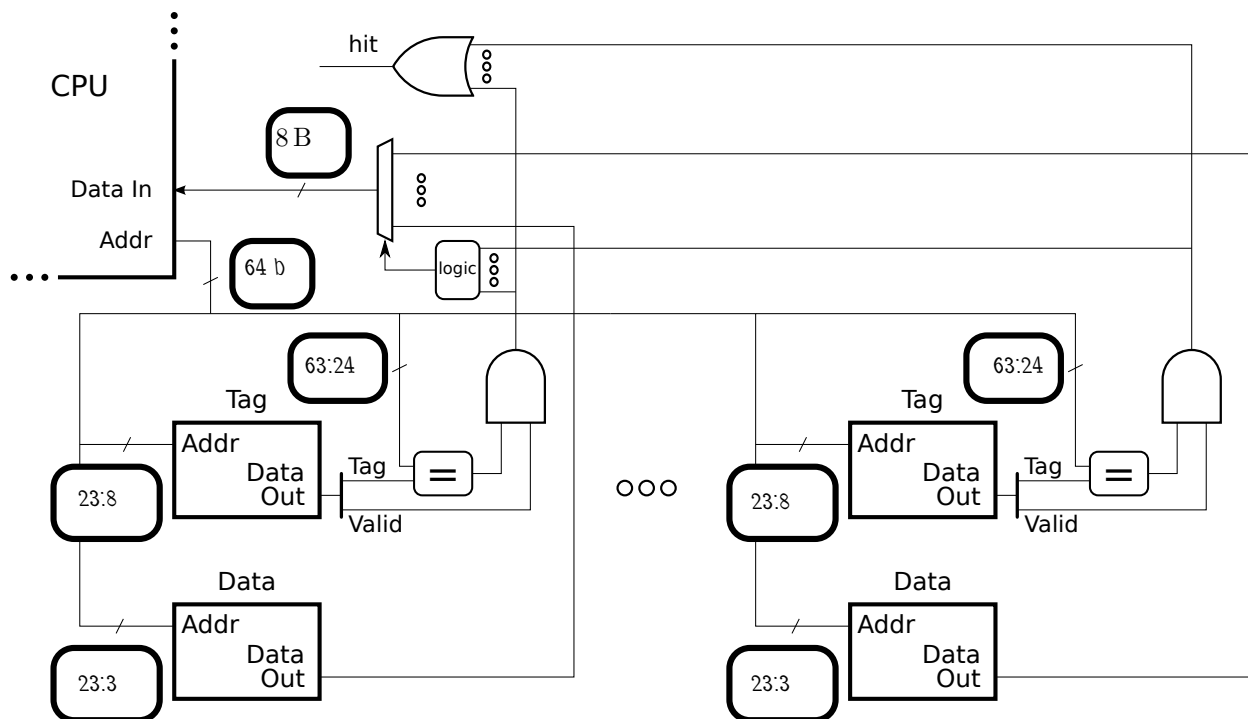 hit
CPU
8 B
Data In
Addr
64 b
logic
63:24
63:24
Tag
Tag
Addr
Data
Out
Tag
Valid
Addr
Data
Out
Tag
Valid
23:8
23:8
Data
Data
Addr
Data
Out
Addr
Data
Out
23:3
23:3